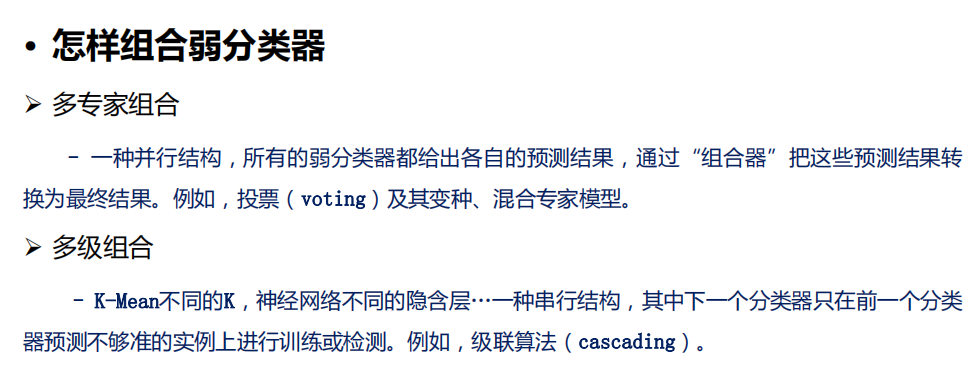 • 怎样组合弱分类器
➢ 多专家组合
- 一种并行结构，所有的弱分类器都给出各自的预测结果，通过“组合器”把这些预测结果转
换为最终结果。例如，投票（voting）及其变种、混合专家模型。
➢ 多级组合
- K-Mean不同的K，神经网络不同的隐含层…一种串行结构，其中下一个分类器只在前一个分类
器预测不够准的实例上进行训练或检测。例如，级联算法（cascading）。